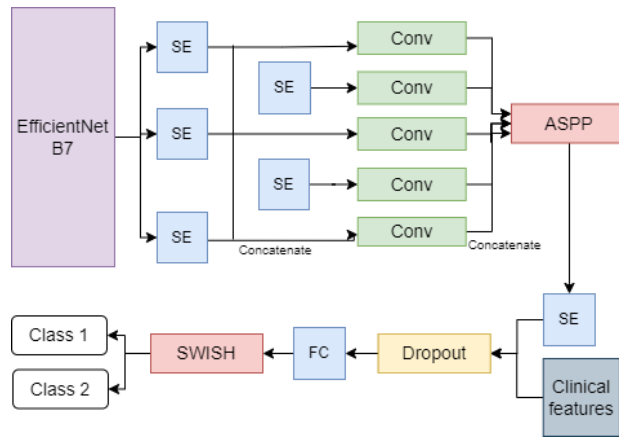 EfficientNet
B7
SE
SE
SE
SE
SE
Conv
Conv
Conv
Conv
Conv
Concatenate
Concatenate
ASPP
SE
Clinical
features
Dropout
FC
SWISH
Class 1
Class 2